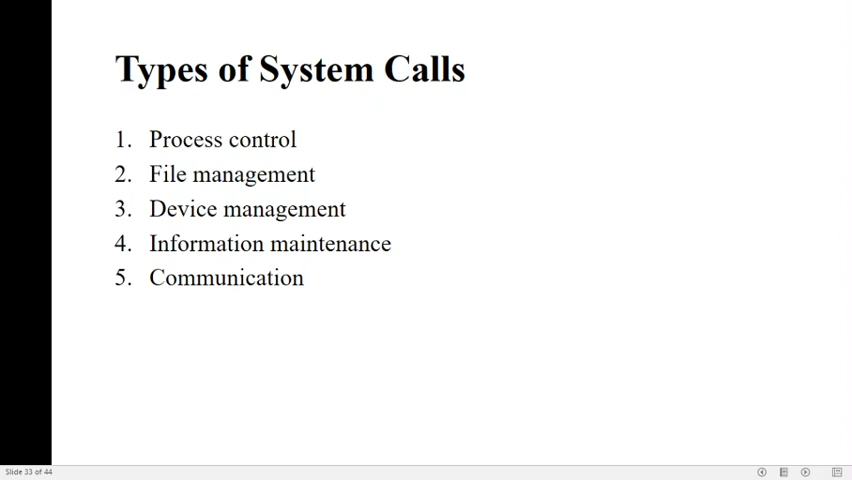 Types of System Calls
1. Process control
2. File management
3. Device management
4. Information maintenance
5. Communication
Slide 33 of 44